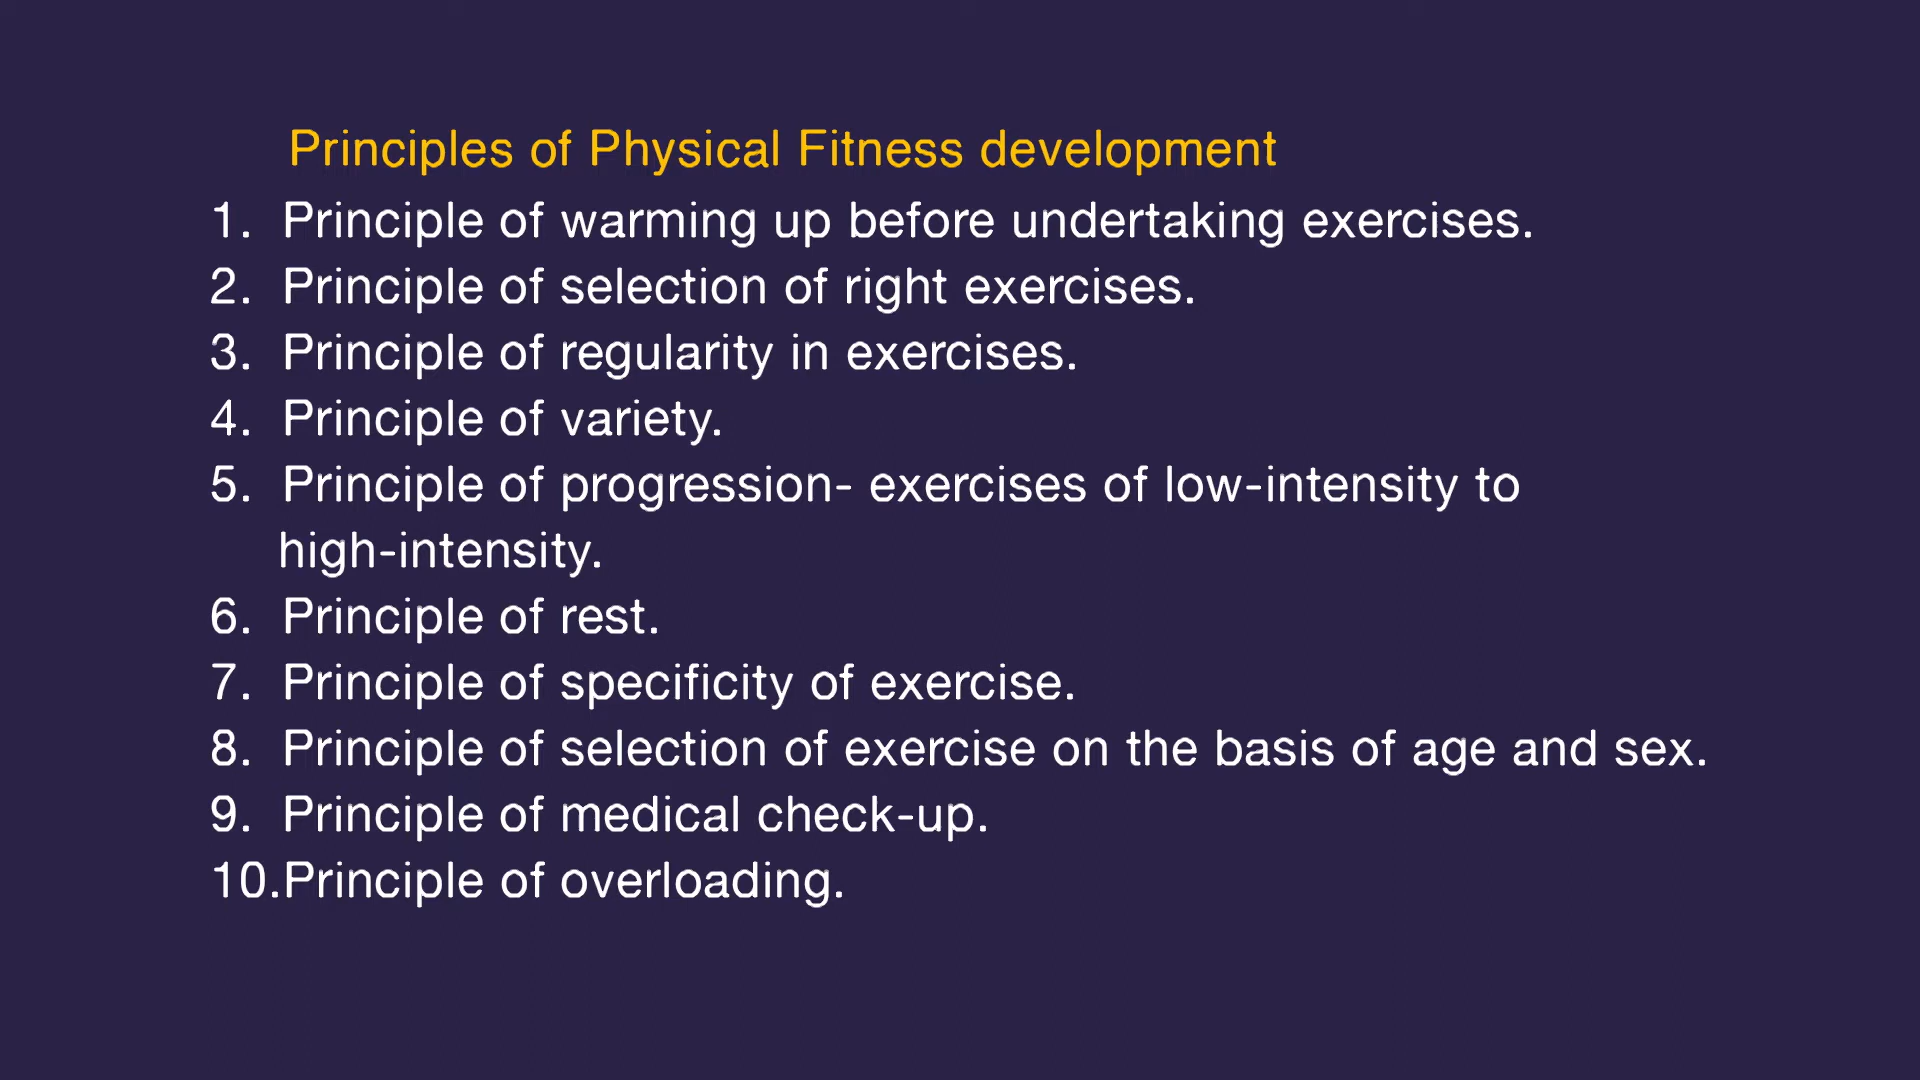 Principles of Physical Fitness development
1. Principle of warming up before undertaking exercises.
2. Principle of selection of right exercises.
3. Principle of regularity in exercises.
4. Principle of variety.
5. Principle of progression- exercises of low-intensity to
high-intensity.
6. Principle of rest.
7. Principle of specificity of exercise.
8. Principle of selection of exercise on the basis of age and sex.
9. Principle of medical check-up.
10.Principle of overloading.